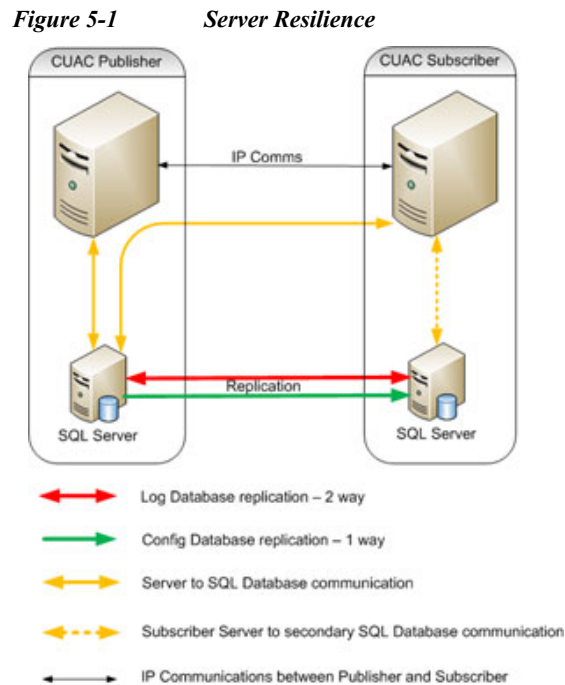 Figure 5-1 Server Resilience
CUAC Publisher
CUAC Subscriber
IP Comms
Replication
SQL Server
SQL Server
Log Database replication – 2 way
Config Database replication – 1 way
Server to SQL Database communication
Subscriber Server to secondary SQL Database communication
IP Communications between Publisher and Subscriber